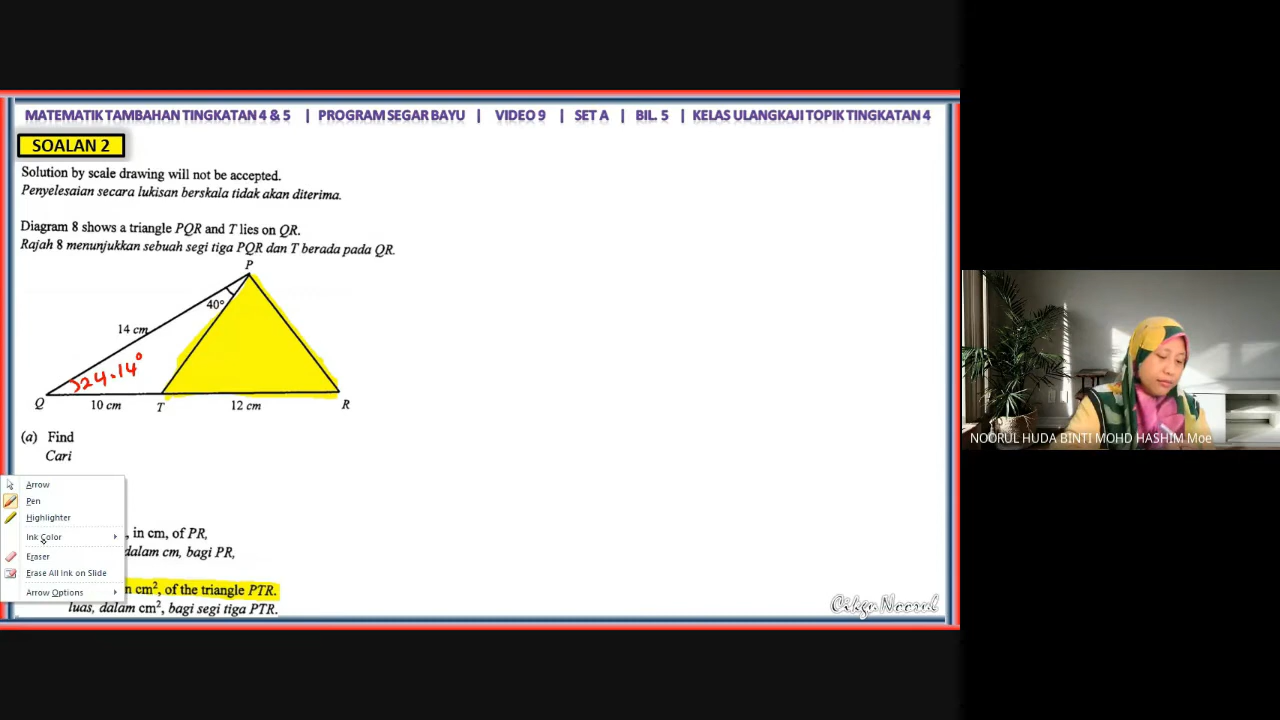 MATEMATIK TAMBAHAN TINGKATAN 4 & 5 | PROGRAM SEGAR BAYU | VIDEO 9 | SET A | BIL. 5 | KELAS ULANGKAJI TOPIK TINGKATAN 4
SOALAN 2
Solution by scale drawing will not be accepted.
Penyelesaian secara lukisan berskala tidak akan diterima.
Diagram 8 shows a triangle PQR and T lies on QR.
Rajah 8 menunjukkan sebuah segi tiga PQR dan T berada pada QR.
P
40°
14 cm
24.14°
Q
10 cm
T
12 cm
R
(a) Find
Cari
Arrow
Pen
Highlighter
Ink Color
Eraser
Erase All Ink on Slide
Arrow Options
, in cm, of PR,
dalam cm, bagi PR,
n cm², of the triangle PTR.
luas, dalam cm², bagi segi tiga PTR.
Cikgu Noorul
NOORUL HUDA BINTI MOHD HASHIM Moe